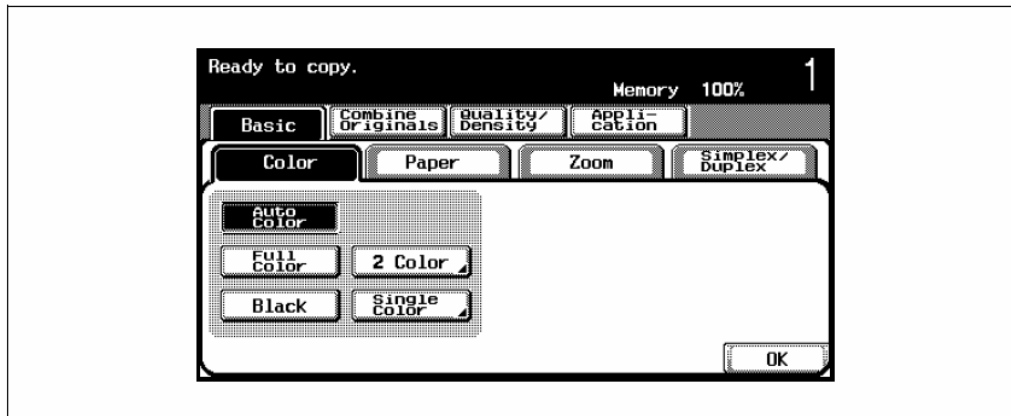 Ready to copy.
Memory 100% 1
Basic Combine Originals Quality/ Density Appli- cation
Color Paper Zoom Simplex/ Duplex
Auto
Color
Full
Color
2 Color
Black
Single
Color
OK